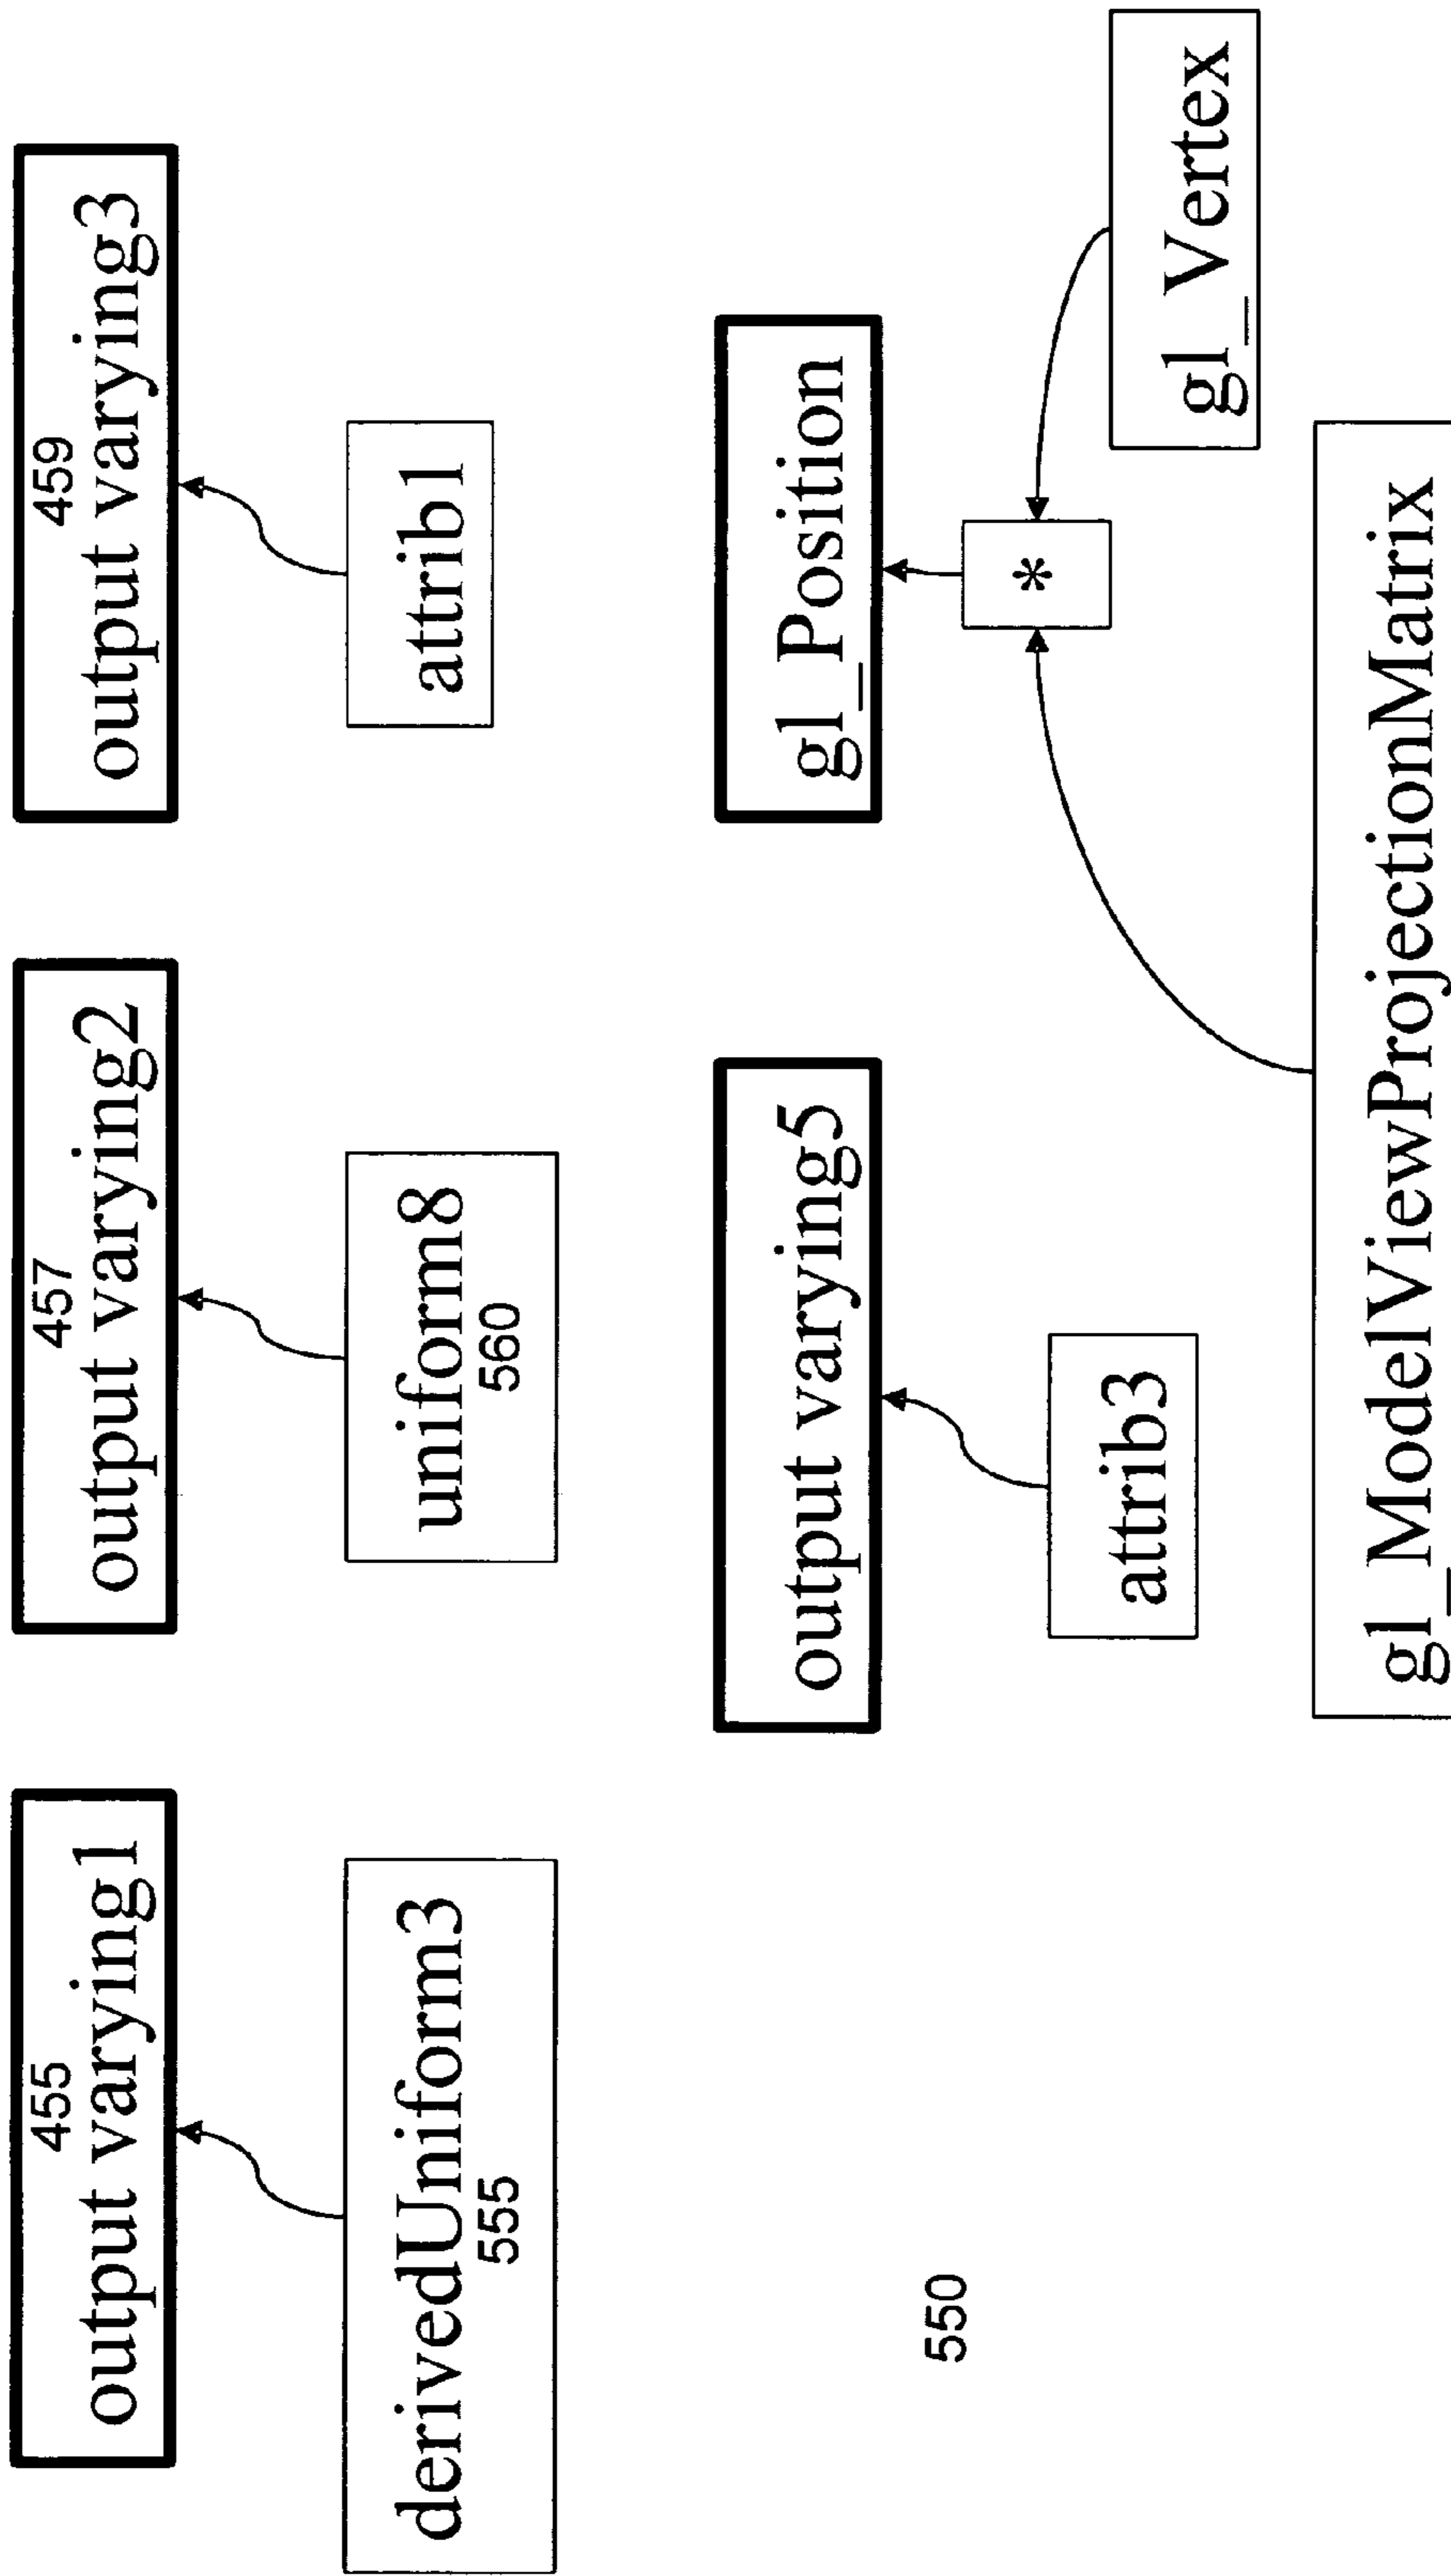 455
output varying1
derivedUniform3
555
457
output varying2
uniform8
560
459
output varying3
attrib1
550
output varying5
attrib3
gl_Position
*
gl_Vertex
gl_ModelViewProjectionMatrix